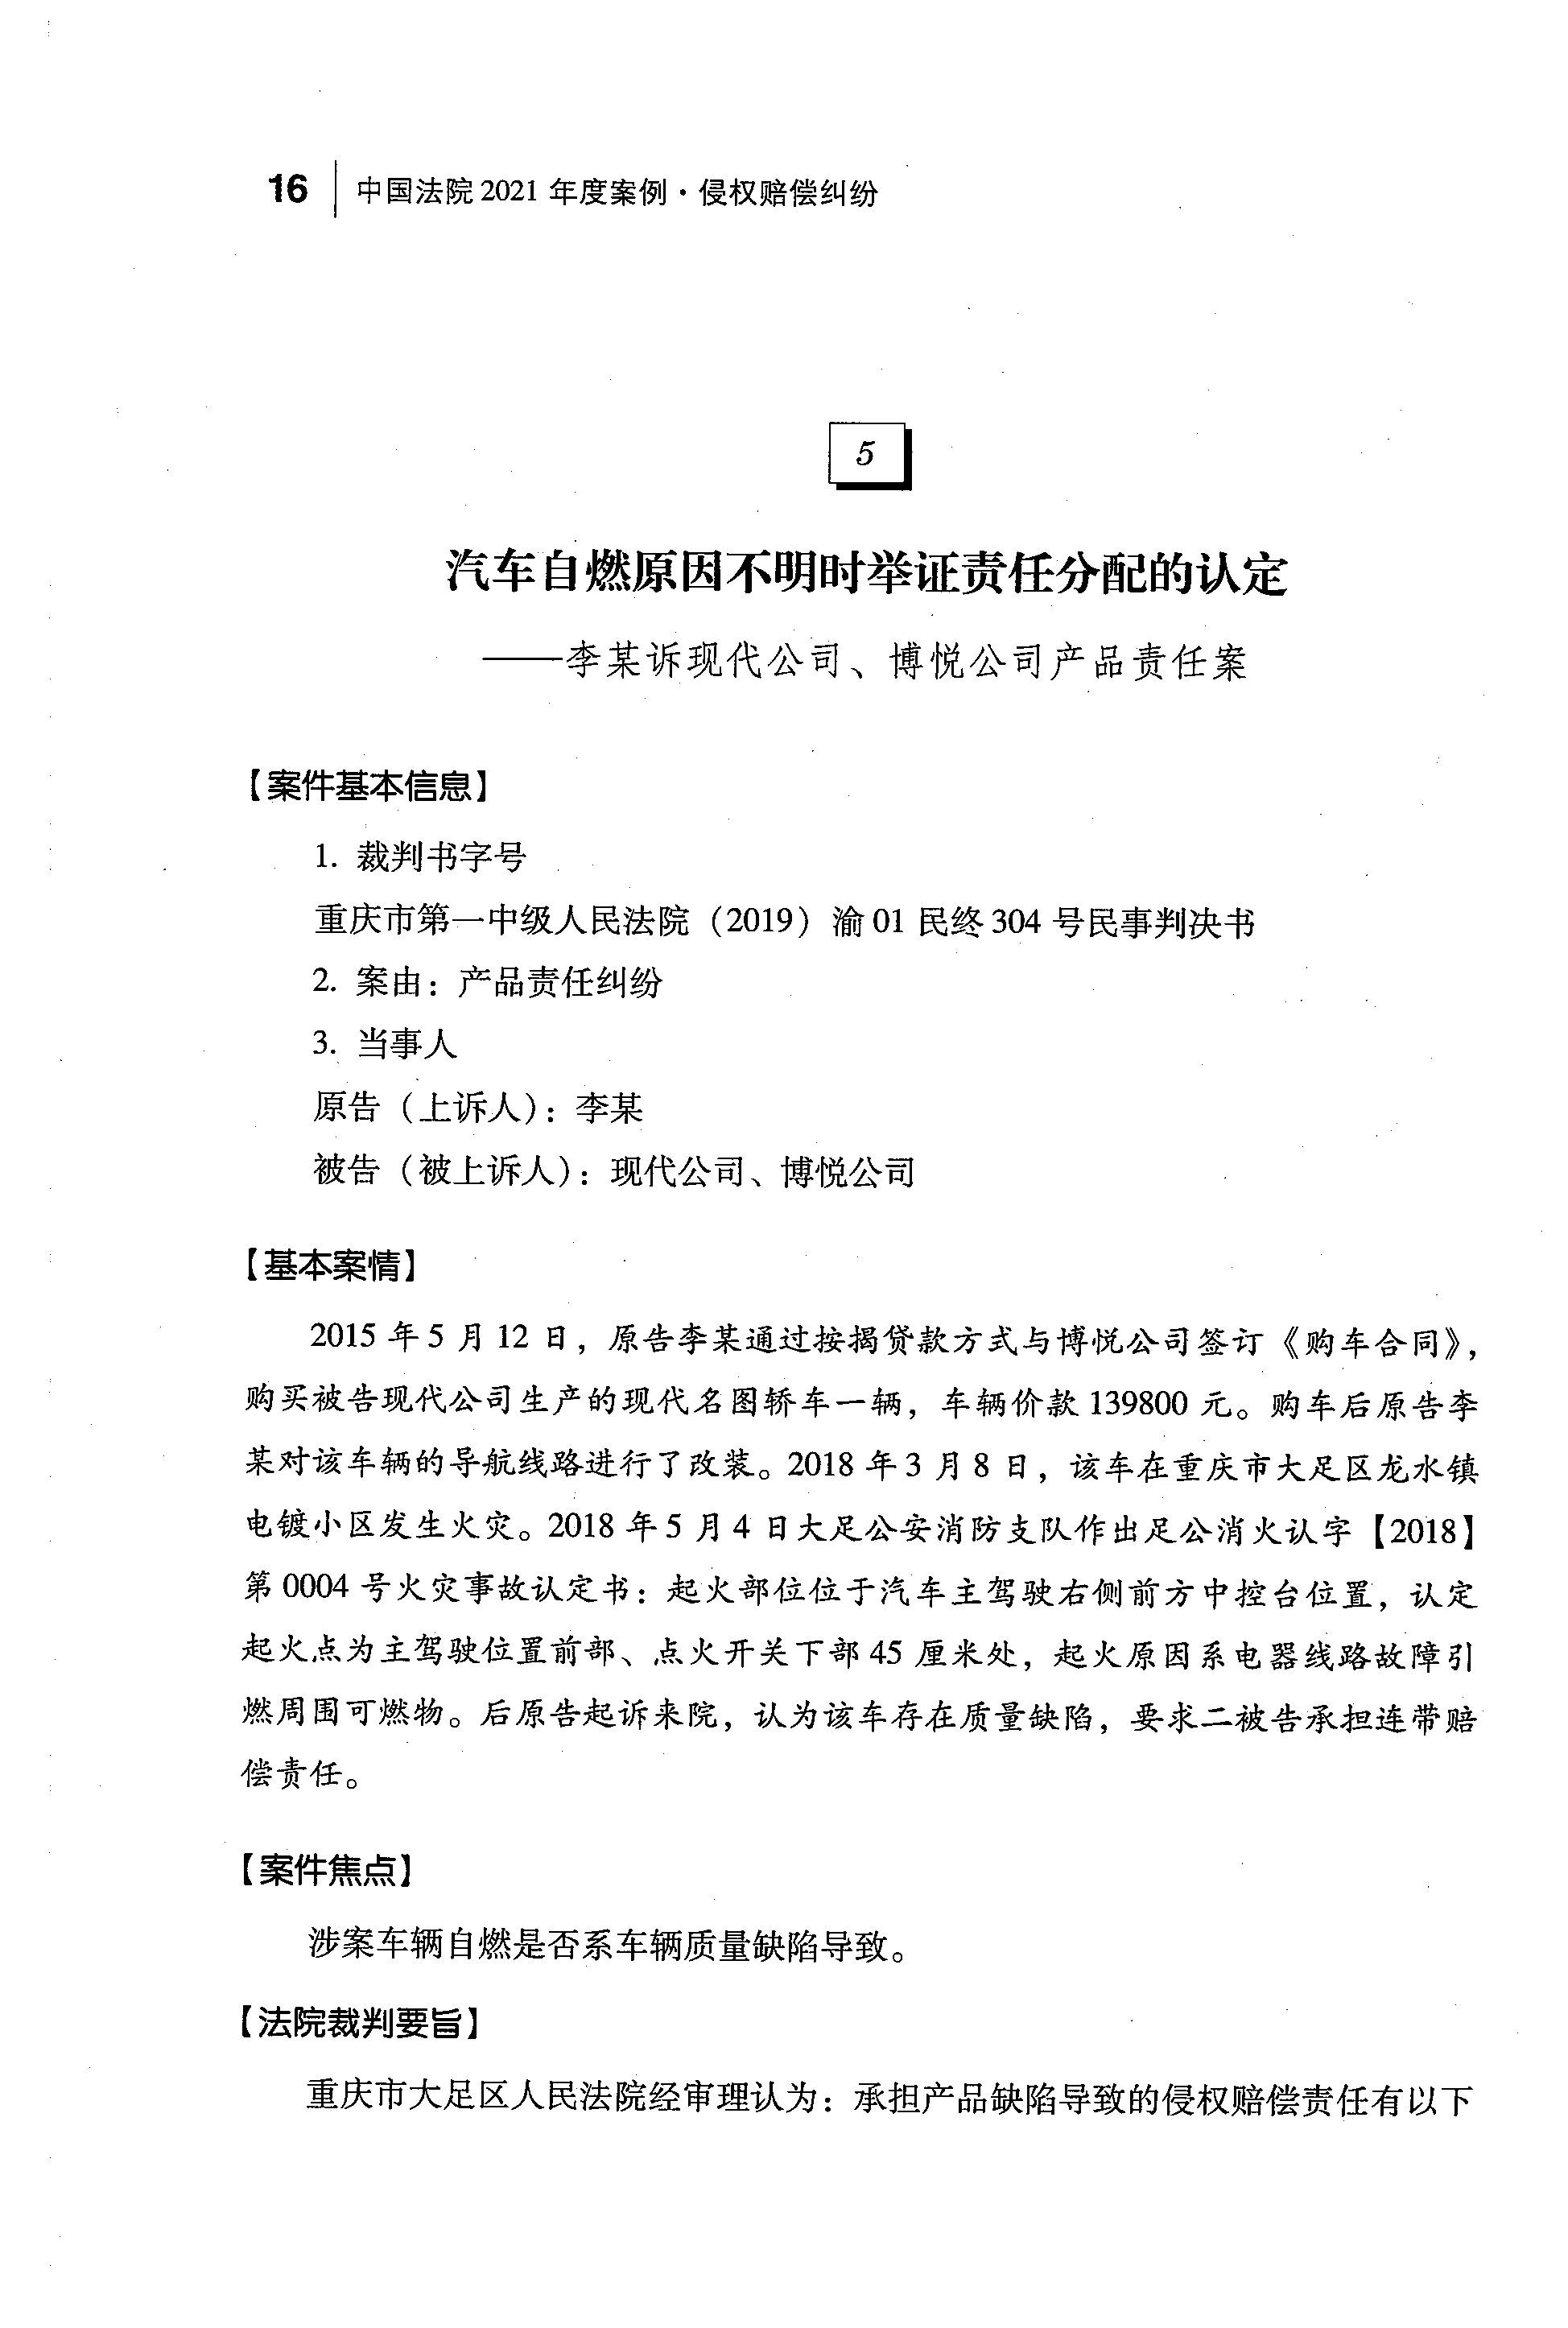 16 中国法院2021年度案例·侵权赔偿纠纷
5
汽车自燃原因不明时举证责任分配的认定
——李某诉现代公司、博悦公司产品责任案
【案件基本信息】
1. 裁判书字号
重庆市第一中级人民法院（2019）渝01民终304号民事判决书
2. 案由：产品责任纠纷
3. 当事人
原告（上诉人）：李某
被告（被上诉人）：现代公司、博悦公司
【基本案情】
2015年5月12日，原告李某通过按揭贷款方式与博悦公司签订《购车合同》，
购买被告现代公司生产的现代名图轿车一辆，车辆价款139800元。购车后原告李
某对该车辆的导航线路进行了改装。2018年3月8日，该车在重庆市大足区龙水镇
电镀小区发生火灾。2018年5月4日大足公安消防支队作出足公消火认字【2018】
第0004号火灾事故认定书：起火部位位于汽车主驾驶右侧前方中控台位置，认定
起火点为主驾驶位置前部、点火开关下部45厘米处，起火原因系电器线路故障引
燃周围可燃物。后原告起诉来院，认为该车存在质量缺陷，要求二被告承担连带赔
偿责任。
【案件焦点】
涉案车辆自燃是否系车辆质量缺陷导致。
【法院裁判要旨】
重庆市大足区人民法院经审理认为：承担产品缺陷导致的侵权赔偿责任有以下